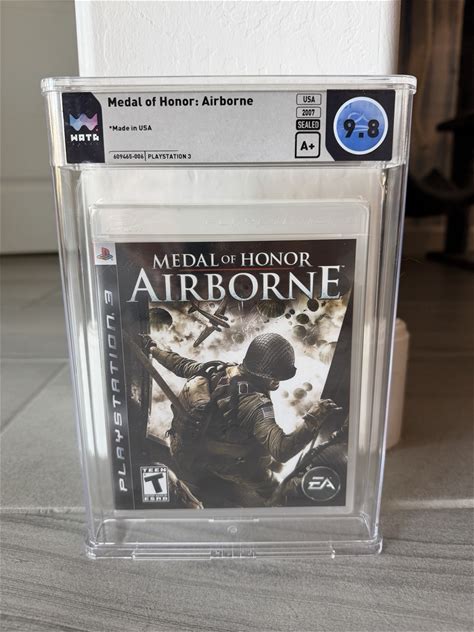 WATA
Medal of Honor: Airborne
*Made in USA
609465-006 | PLAYSTATION 3
USA
2007
SEALED
A+
9.8
PLAYSTATION 3
MEDAL OF HONOR
AIRBORNE
TEEN
T
ESRB
EA